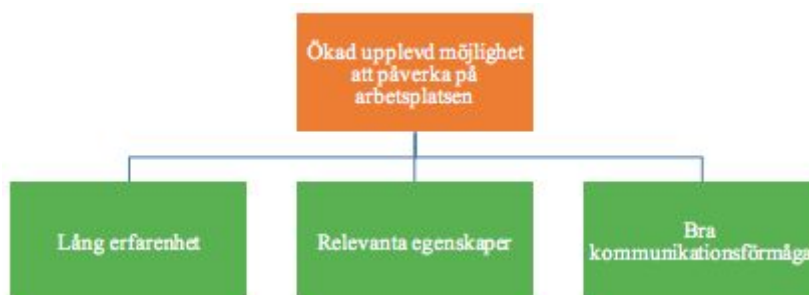 Ökad upplevd möjlighet
att påverka på
arbetsplatsen
Lång erfarenhet
Relevanta egenskaper
Bra
kommunikationsförmåga